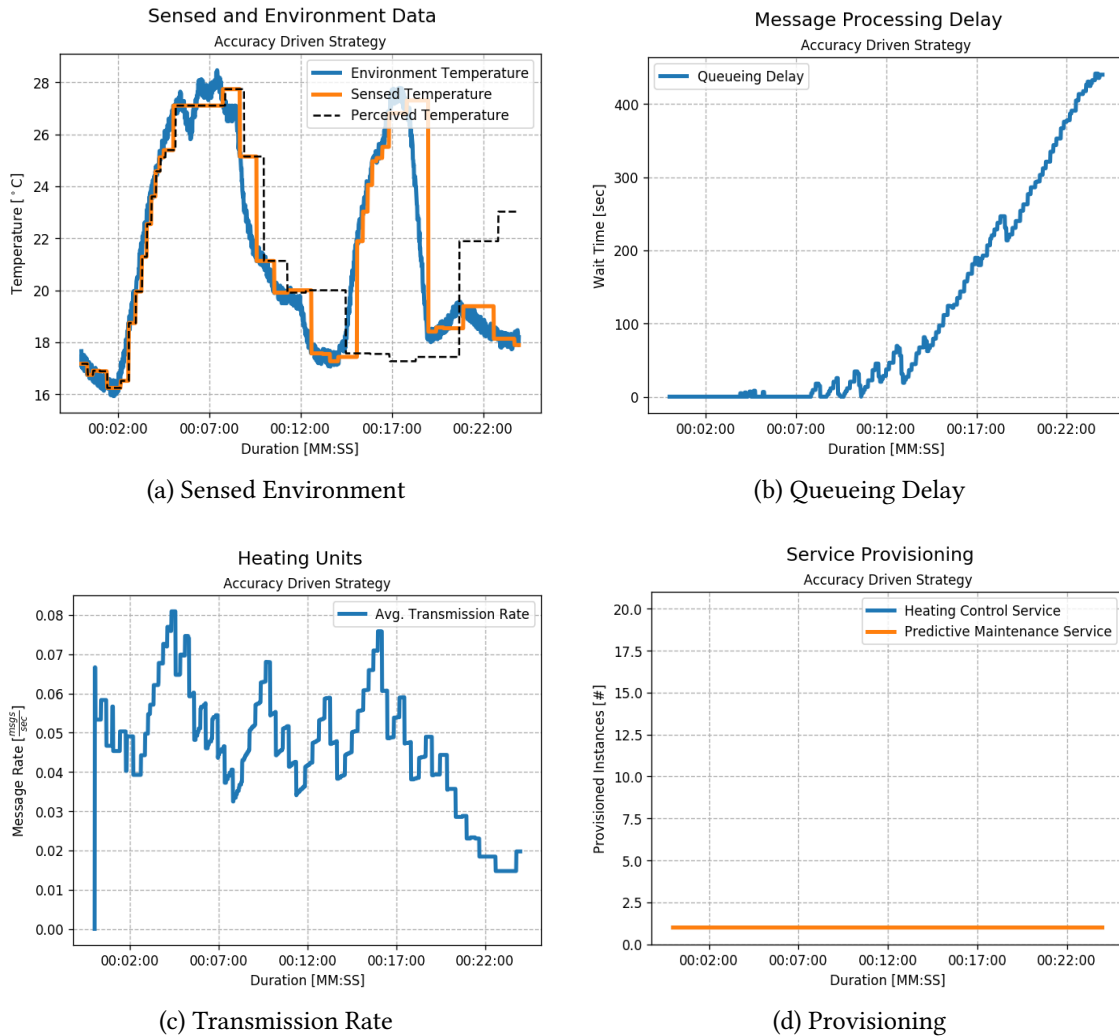 Sensed and Environment Data
Accuracy Driven Strategy
Environment Temperature
Sensed Temperature
Perceived Temperature
28
26
24
22
20
18
16
Temperature [°C]
00:02:00 00:07:00 00:12:00 00:17:00 00:22:00
Duration [MM:SS]
(a) Sensed Environment
Message Processing Delay
Accuracy Driven Strategy
Queueing Delay
400
300
200
100
0
Wait Time [sec]
00:02:00 00:07:00 00:12:00 00:17:00 00:22:00
Duration [MM:SS]
(b) Queueing Delay
Heating Units
Accuracy Driven Strategy
Avg. Transmission Rate
0.08
0.07
0.06
0.05
0.04
0.03
0.02
0.01
0.00
Message Rate [msgs/sec]
00:02:00 00:07:00 00:12:00 00:17:00 00:22:00
Duration [MM:SS]
(c) Transmission Rate
Service Provisioning
Accuracy Driven Strategy
Heating Control Service
Predictive Maintenance Service
20.0
17.5
15.0
12.5
10.0
7.5
5.0
2.5
0.0
Provisioned Instances [#]
00:02:00 00:07:00 00:12:00 00:17:00 00:22:00
Duration [MM:SS]
(d) Provisioning